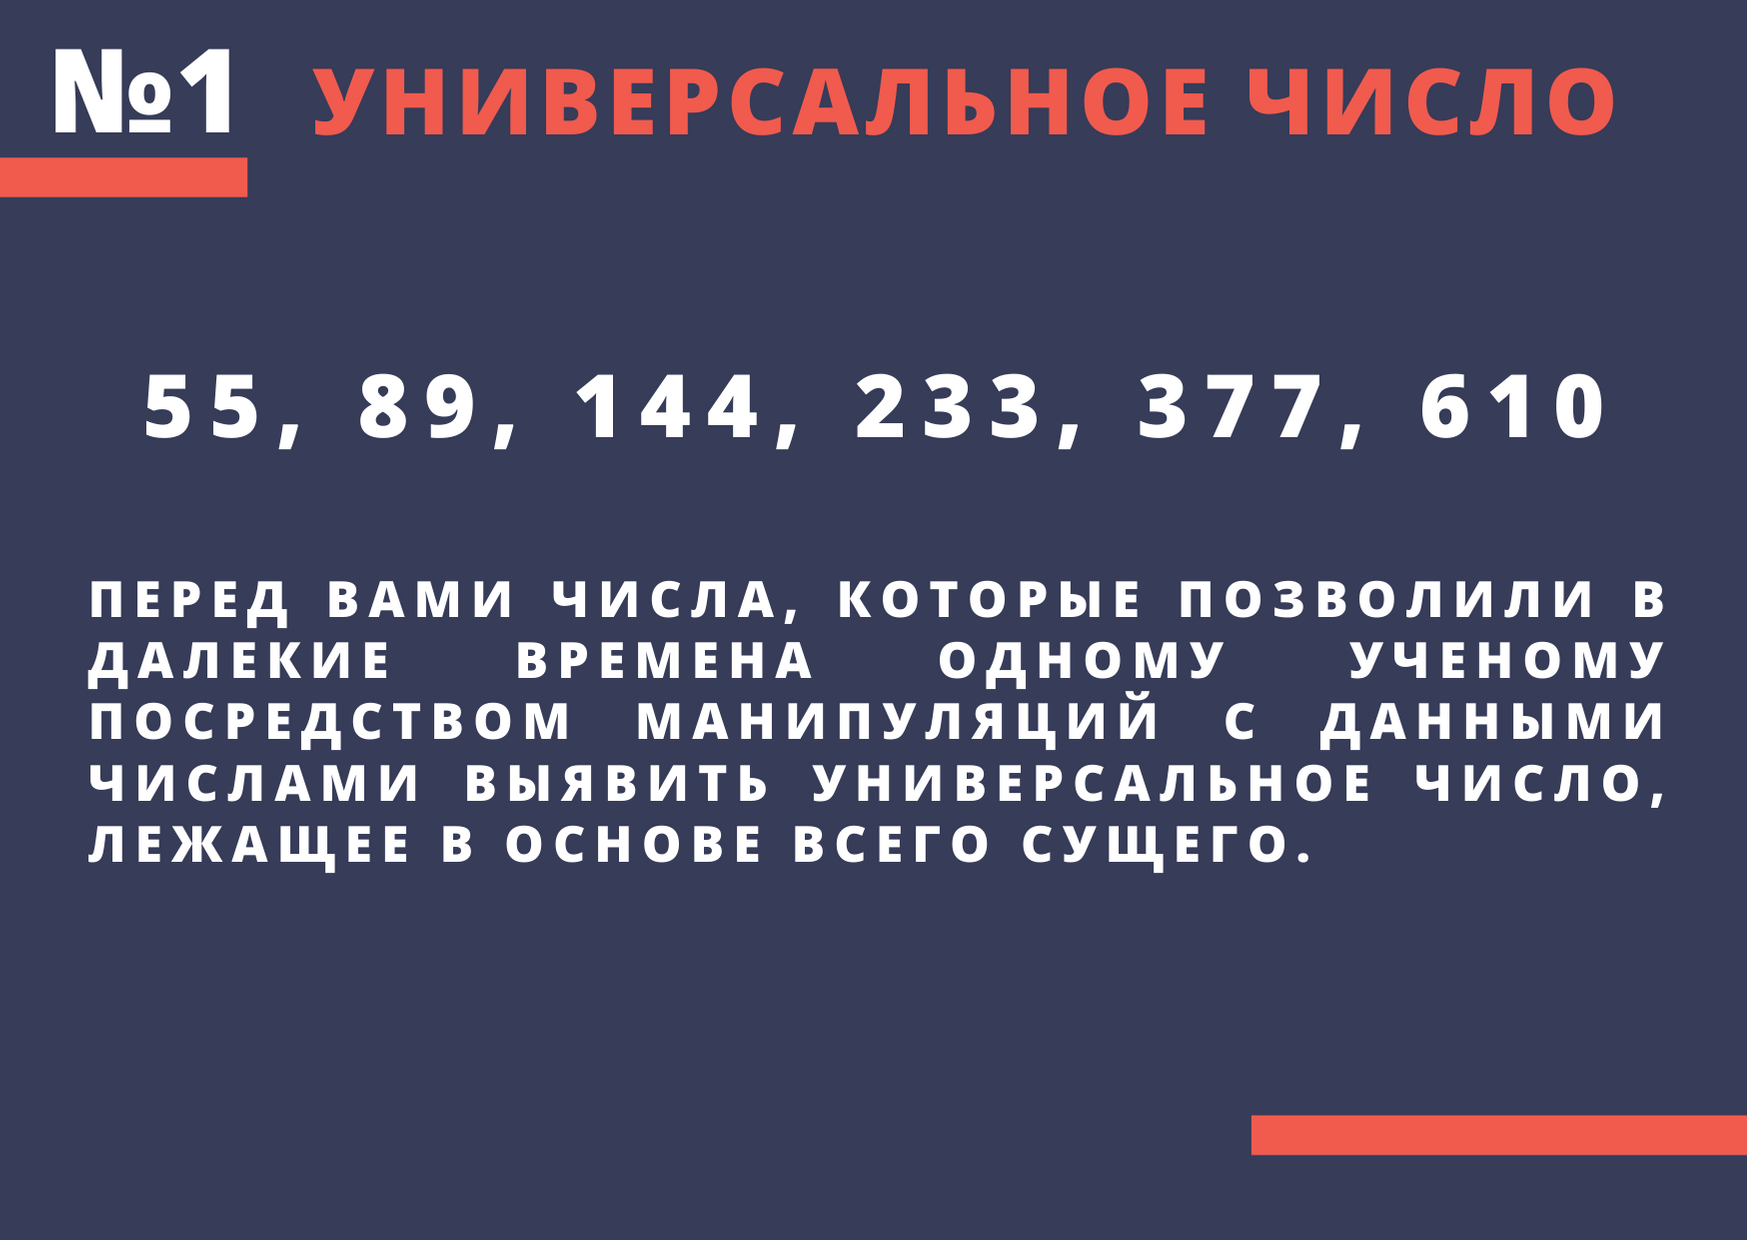 №1 УНИВЕРСАЛЬНОЕ ЧИСЛО
55, 89, 144, 233, 377, 610
ПЕРЕД ВАМИ ЧИСЛА, КОТОРЫЕ ПОЗВОЛИЛИ В
ДАЛЕКИЕ ВРЕМЕНА ОДНОМУ УЧЕНОМУ
ПОСРЕДСТВОМ МАНИПУЛЯЦИЙ С ДАННЫМИ
ЧИСЛАМИ ВЫЯВИТЬ УНИВЕРСАЛЬНОЕ ЧИСЛО,
ЛЕЖАЩЕЕ В ОСНОВЕ ВСЕГО СУЩЕГО.